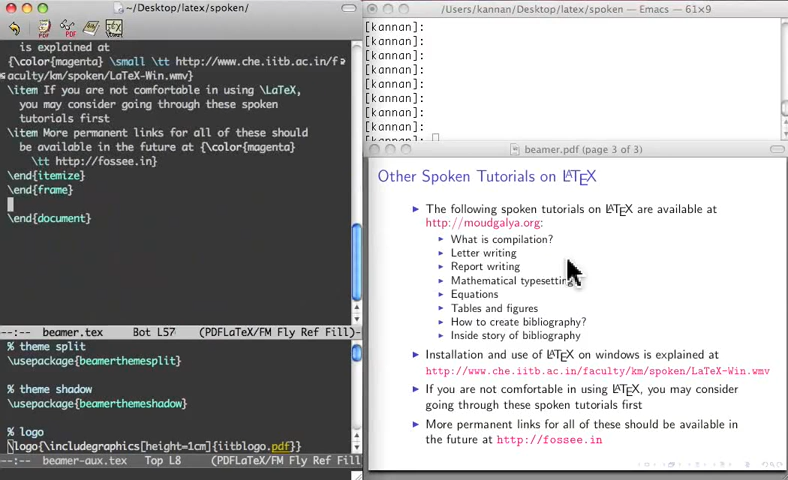 ~/Desktop/latex/spoken/
is explained at
{\color{magenta} \small \tt http://www.che.iitb.ac.in/f
aculty/km/spoken/LaTeX-Win.wmv}
\item If you are not comfortable in using \LaTeX,
you may consider going through these spoken
tutorials first
\item More permanent links for all of these should
be available in the future at {\color{magenta}
\tt http://fossee.in}
\end{itemize}
\end{frame}
\end{document}
--:-- beamer.tex Bot L57 (PDFLaTeX/FM Fly Ref Fill)--
% theme split
\usepackage{beamerthemesplit}
% theme shadow
\usepackage{beamerthemeshadow}
% logo
\logo{\includegraphics[height=1cm]{iitblogo.pdf}}
--:-- beamer-aux.tex Top L8 (PDFLaTeX/FM Fly Ref Fill)
/Users/kannan/Desktop/latex/spoken — Emacs — 61×9
[kannan]:
[kannan]:
[kannan]:
[kannan]:
[kannan]:
[kannan]:
[kannan]:
beamer.pdf (page 3 of 3)
Other Spoken Tutorials on LATEX
▶ The following spoken tutorials on LATEX are available at
http://moudgalya.org:
▶ What is compilation?
▶ Letter writing
▶ Report writing
▶ Mathematical typesetting
▶ Equations
▶ Tables and figures
▶ How to create bibliography?
▶ Inside story of bibliography
▶ Installation and use of LATEX on windows is explained at
http://www.che.iitb.ac.in/faculty/km/spoken/LaTeX-Win.wmv
▶ If you are not comfortable in using LATEX, you may consider
going through these spoken tutorials first
▶ More permanent links for all of these should be available in
the future at http://fossee.in